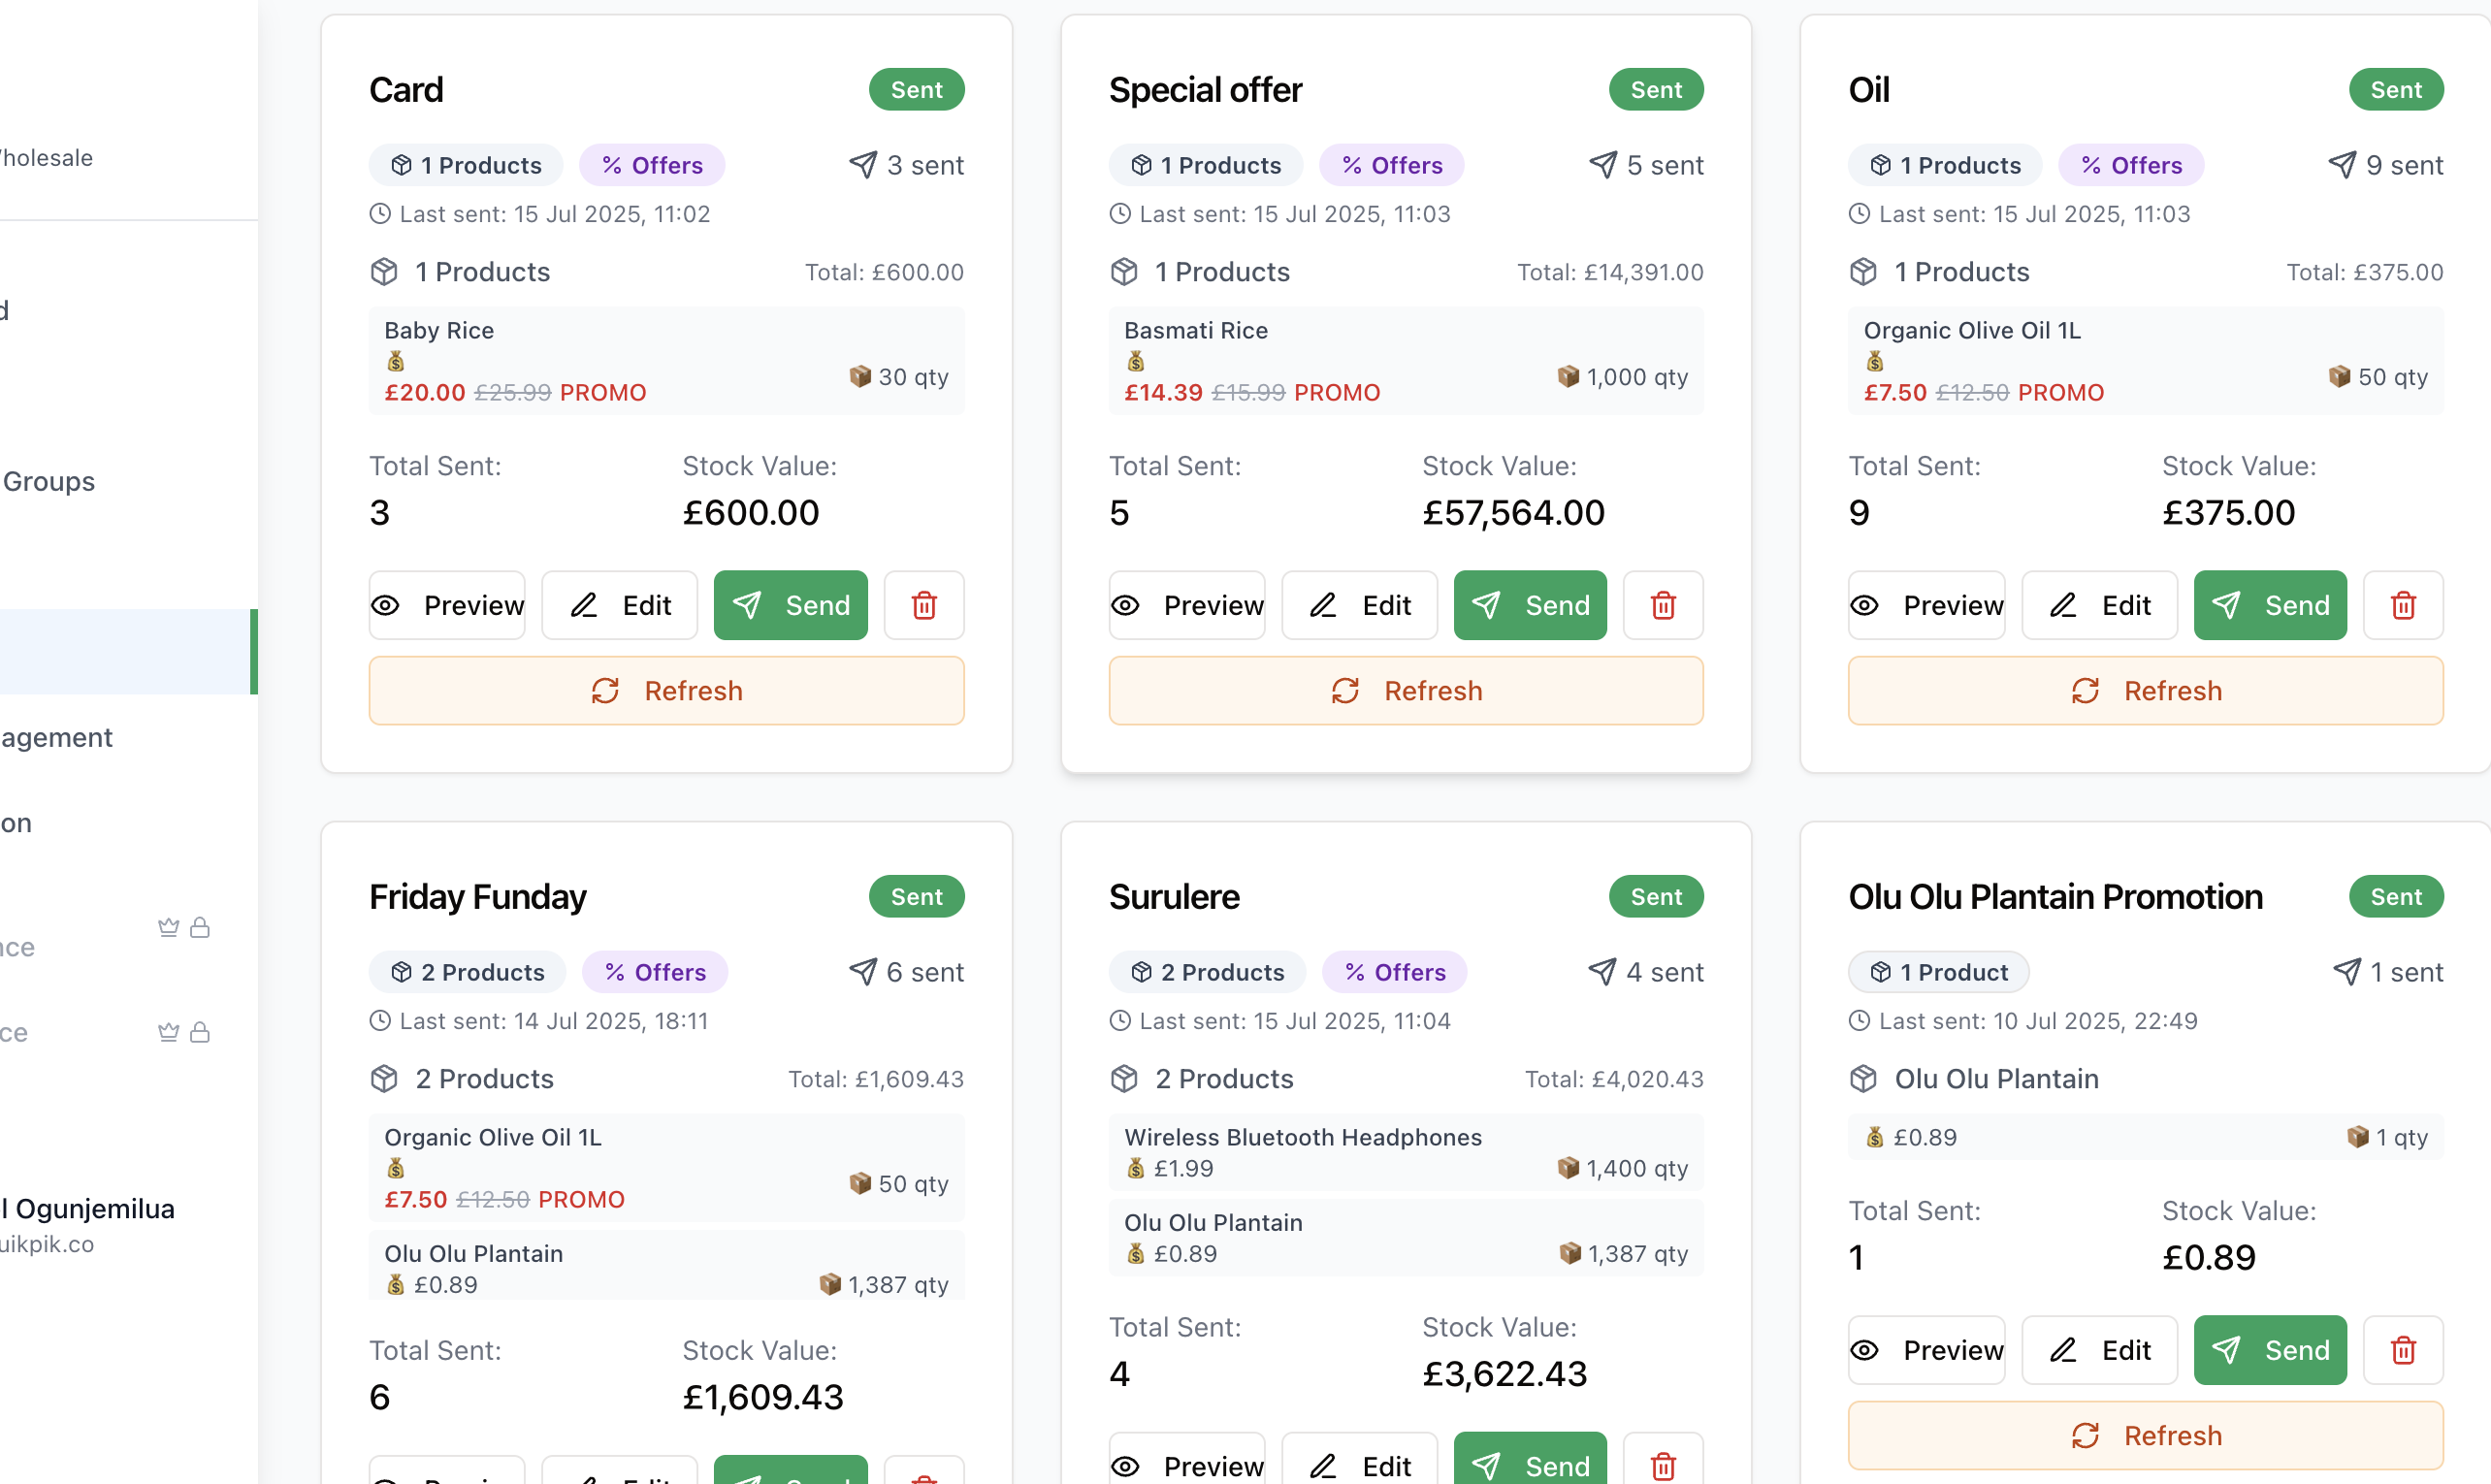 Wholesale
d
Groups
agement
on
nce
ce
l Ogunjemilua
uikpik.co
Card
Sent
1 Products
% Offers
3 sent
Last sent: 15 Jul 2025, 11:02
1 Products
Total: £600.00
Baby Rice
£20.00 £25.99 PROMO
30 qty
Total Sent:
Stock Value:
3
£600.00
Preview
Edit
Send
Refresh
Special offer
Sent
1 Products
% Offers
5 sent
Last sent: 15 Jul 2025, 11:03
1 Products
Total: £14,391.00
Basmati Rice
£14.39 £15.99 PROMO
1,000 qty
Total Sent:
Stock Value:
5
£57,564.00
Preview
Edit
Send
Refresh
Oil
Sent
1 Products
% Offers
9 sent
Last sent: 15 Jul 2025, 11:03
1 Products
Total: £375.00
Organic Olive Oil 1L
£7.50 £12.50 PROMO
50 qty
Total Sent:
Stock Value:
9
£375.00
Preview
Edit
Send
Refresh
Friday Funday
Sent
2 Products
% Offers
6 sent
Last sent: 14 Jul 2025, 18:11
2 Products
Total: £1,609.43
Organic Olive Oil 1L
£7.50 £12.50 PROMO
50 qty
Olu Olu Plantain
£0.89
1,387 qty
Total Sent:
Stock Value:
6
£1,609.43
Surulere
Sent
2 Products
% Offers
4 sent
Last sent: 15 Jul 2025, 11:04
2 Products
Total: £4,020.43
Wireless Bluetooth Headphones
£1.99
1,400 qty
Olu Olu Plantain
£0.89
1,387 qty
Total Sent:
Stock Value:
4
£3,622.43
Preview
Edit
Send
Olu Olu Plantain Promotion
Sent
1 Product
1 sent
Last sent: 10 Jul 2025, 22:49
Olu Olu Plantain
£0.89
1 qty
Total Sent:
Stock Value:
1
£0.89
Preview
Edit
Send
Refresh